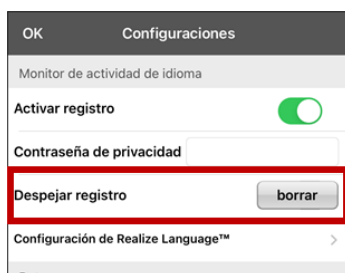 OK Configuraciones
Monitor de actividad de idioma
Activar registro
Contraseña de privacidad
Despejar registro borrar
Configuración de Realize Language™